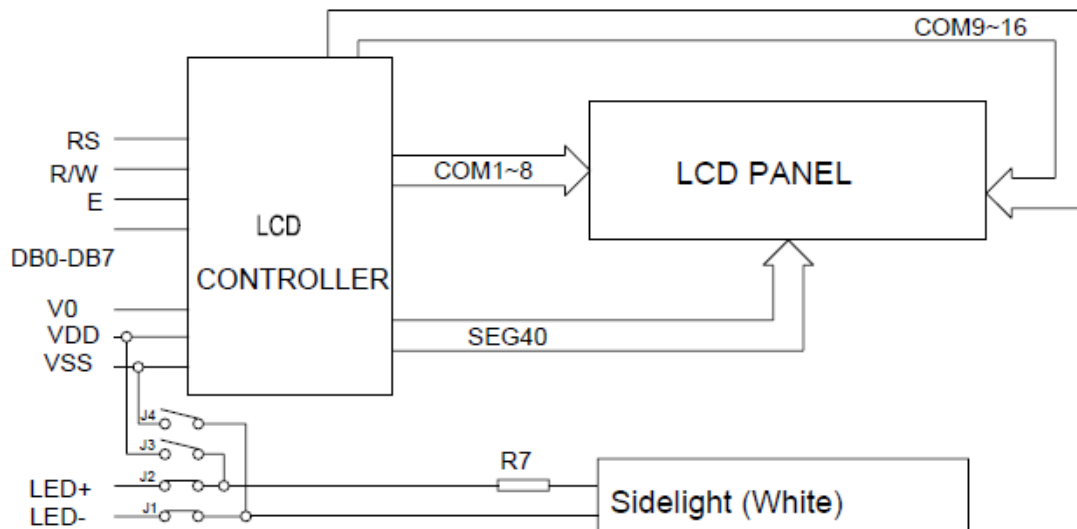 COM9~16
RS
R/W
E
DB0-DB7
V0
VDD
VSS
LCD
CONTROLLER
COM1~8
LCD PANEL
SEG40
J4
J3
J2
J1
LED+
LED-
R7
Sidelight (White)